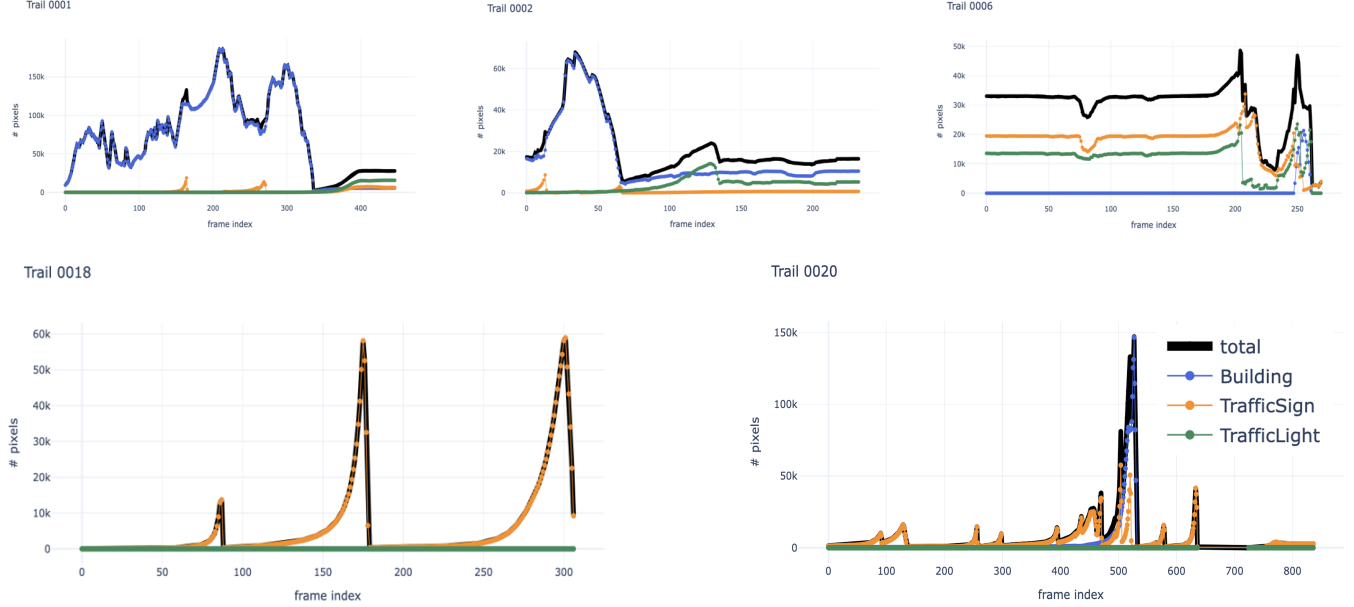 Trail 0001
150k
100k
50k
0
# pixels
0
100
200
300
400
frame index
Trail 0002
60k
40k
20k
0
# pixels
0
50
100
150
200
frame index
Trail 0006
50k
40k
30k
20k
10k
0
# pixels
0
50
100
150
200
250
frame index
Trail 0018
60k
50k
40k
30k
20k
10k
0
# pixels
0
50
100
150
200
250
300
frame index
Trail 0020
150k
100k
50k
0
# pixels
0
100
200
300
400
500
600
700
800
frame index
total
Building
TrafficSign
TrafficLight